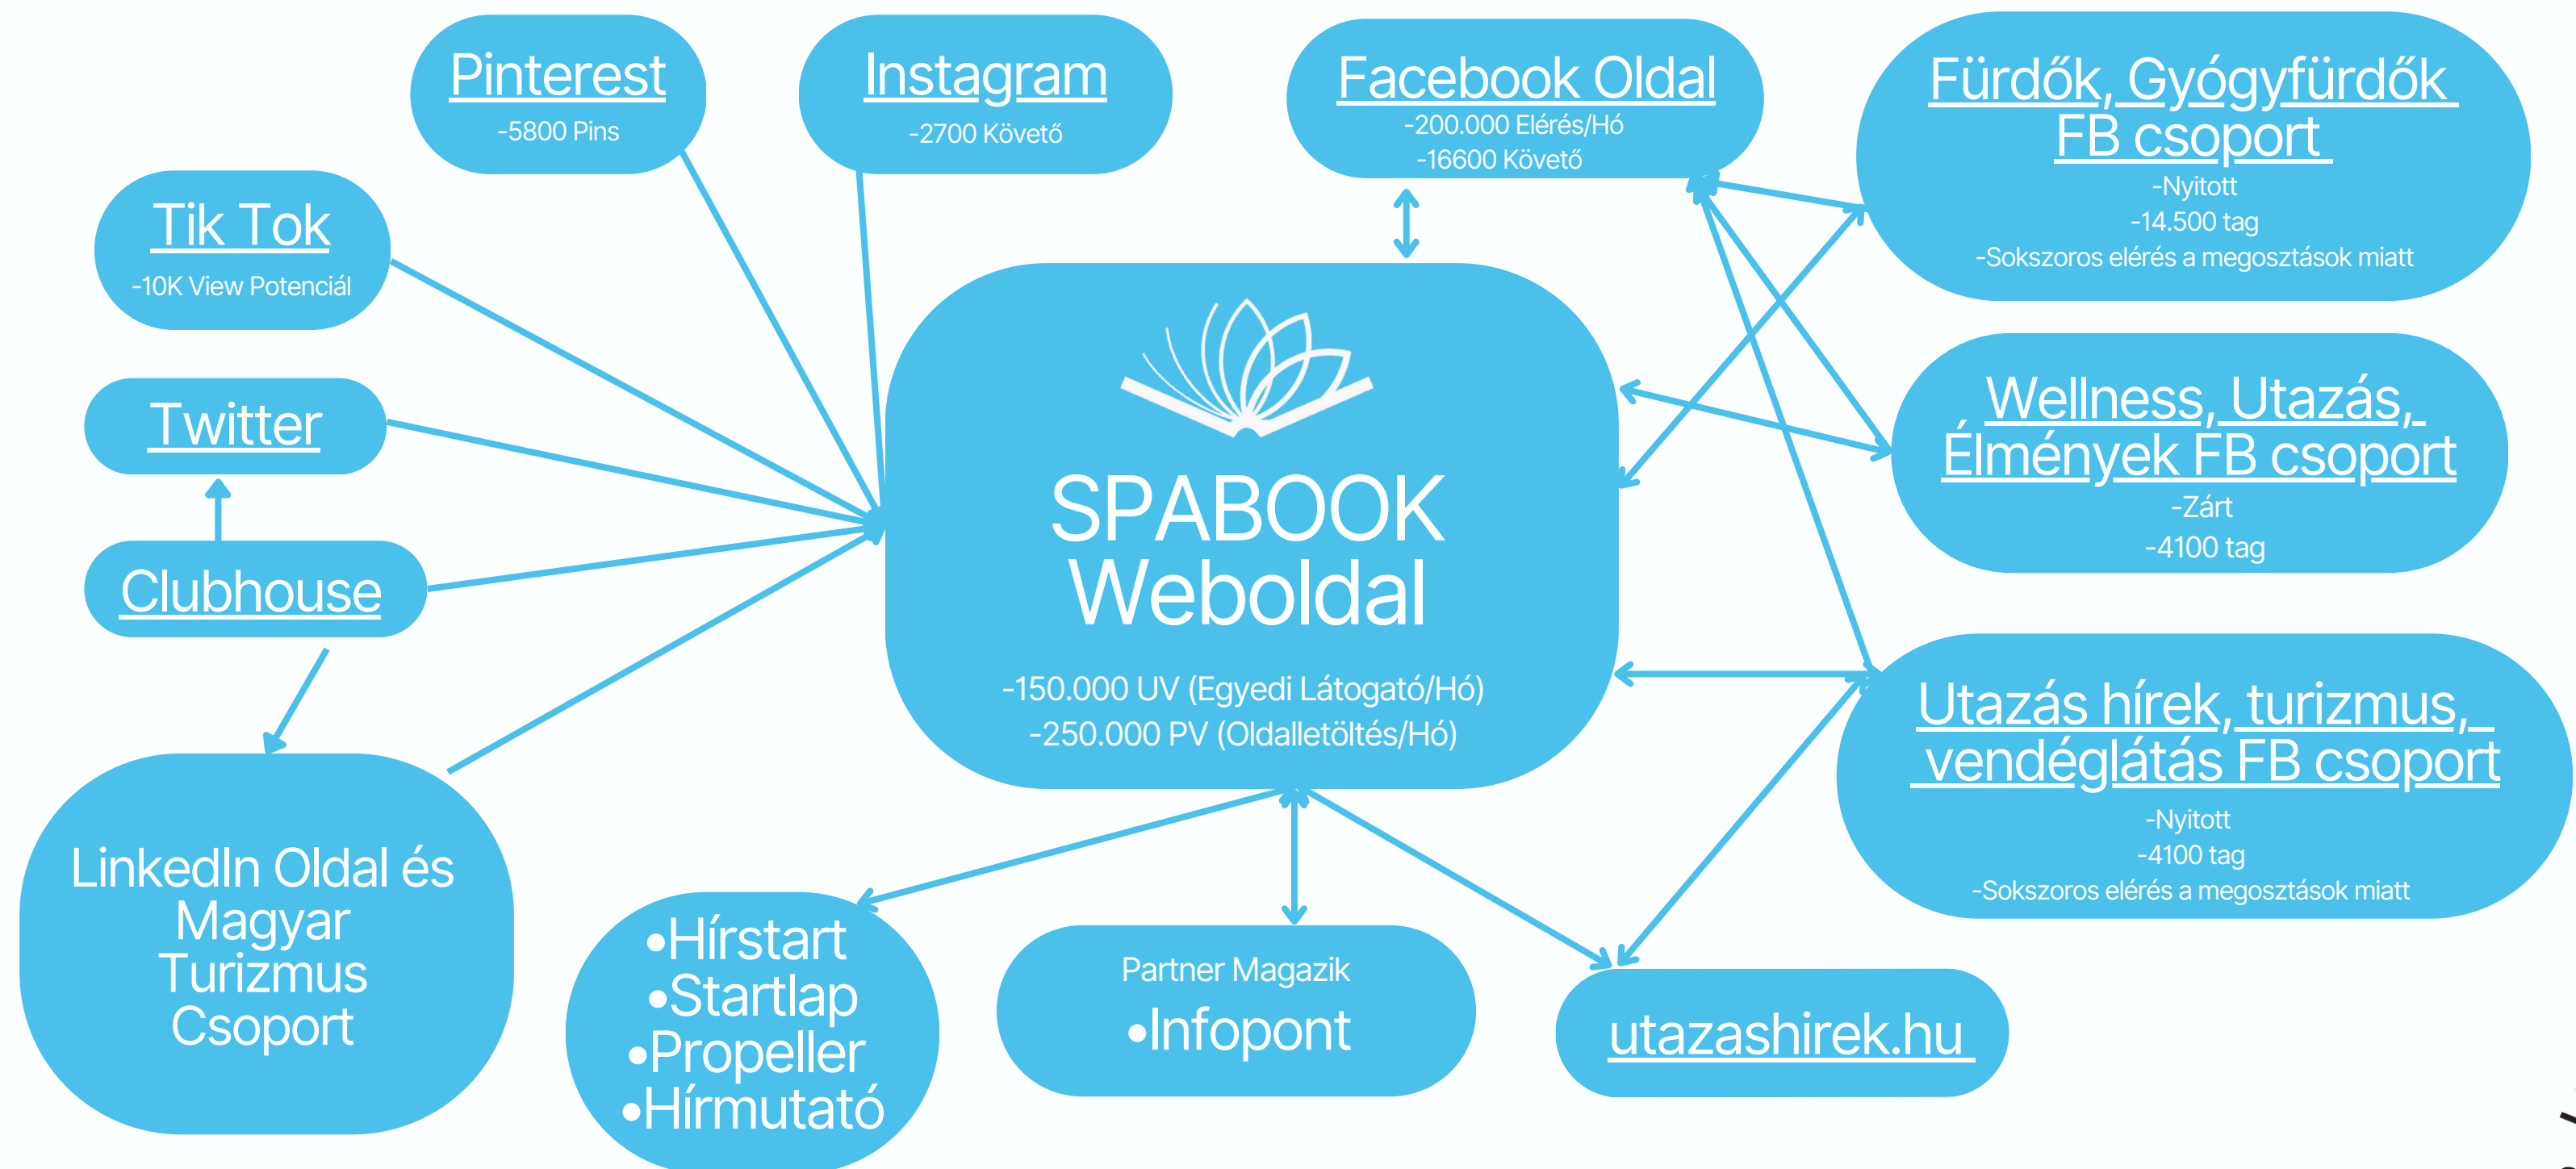 Pinterest
-5800 Pins
Instagram
-2700 Követő
Facebook Oldal
-200.000 Elérés/Hó
-16600 Követő
Fürdők, Gyógyfürdők
FB csoport
-Nyitott
-14.500 tag
-Sokszoros elérés a megosztások miatt
Tik Tok
-10K View Potenciál
Twitter
Clubhouse
SPABOOK
Weboldal
-150.000 UV (Egyedi Látogató/Hó)
-250.000 PV (Oldalletöltés/Hó)
Wellness, Utazás,
Élmények FB csoport
-Zárt
-4100 tag
Utazás hírek, turizmus,
vendéglátás FB csoport
-Nyitott
-4100 tag
-Sokszoros elérés a megosztások miatt
LinkedIn Oldal és
Magyar
Turizmus
Csoport
•Hírstart
•Startlap
•Propeller
•Hírmutató
Partner Magazik
•Infopont
utazashirek.hu